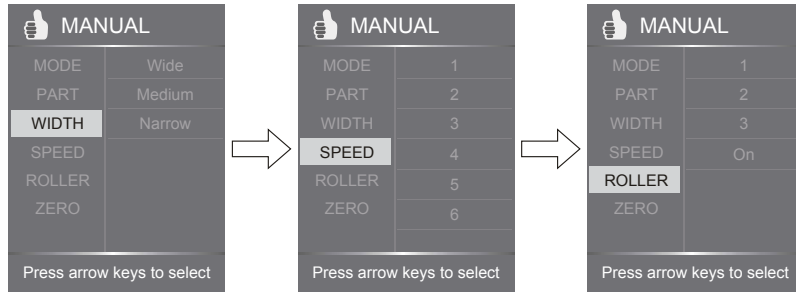 MANUAL
MODE Wide
PART Medium
WIDTH Narrow
SPEED
ROLLER
ZERO
Press arrow keys to select
MANUAL
MODE 1
PART 2
WIDTH 3
SPEED 4
ROLLER 5
ZERO 6
Press arrow keys to select
MANUAL
MODE 1
PART 2
WIDTH 3
SPEED On
ROLLER
ZERO
Press arrow keys to select